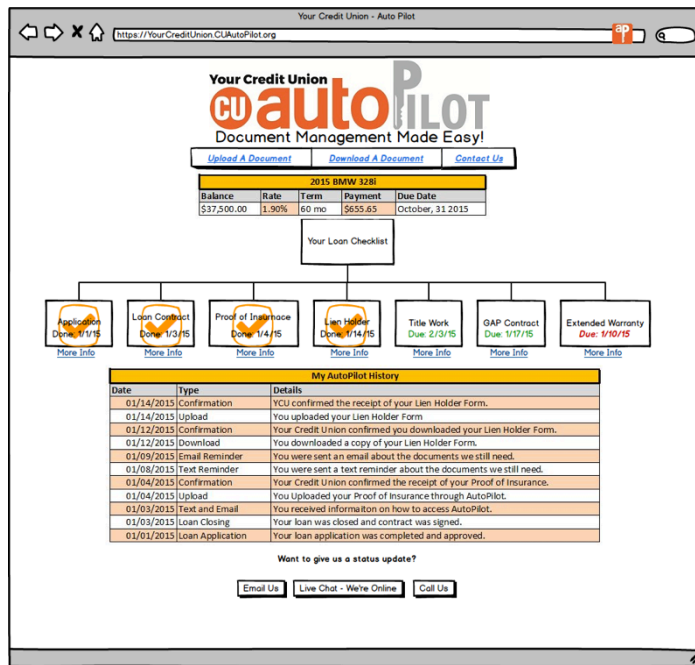 Your Credit Union - Auto Pilot
https://YourCreditUnion.CUAutoPilot.org
ap
Your Credit Union
CU autoPILOT
Document Management Made Easy!
Upload A Document Download A Document Contact Us
2015 BMW 328i
Balance Rate Term Payment Due Date
$37,500.00 1.90% 60 mo $655.65 October, 31 2015
Your Loan Checklist
Application Loan Contract Proof of Insurnace Lien Holder Title Work GAP Contract Extended Warranty
Done: 1/1/15 Done: 1/3/15 Done: 1/4/15 Done: 1/14/15 Due: 2/3/15 Due: 1/17/15 Due: 1/10/15
More Info More Info More Info More Info More Info More Info More Info
My AutoPilot History
Date Type Details
01/14/2015 Confirmation YCU confirmed the receipt of your Lien Holder Form.
01/14/2015 Upload You uploaded your Lien Holder Form
01/12/2015 Confirmation Your Credit Union confirmed you downloaded your Lien Holder Form.
01/12/2015 Download You downloaded a copy of your Lien Holder Form.
01/09/2015 Email Reminder You were sent an email about the documents we still need.
01/08/2015 Text Reminder You were sent a text reminder about the documents we still need.
01/04/2015 Confirmation Your Credit Union confirmed the receipt of your Proof of Insurance.
01/04/2015 Upload You Uploaded your Proof of Insurance through AutoPilot.
01/03/2015 Text and Email You received informaiton on how to access AutoPilot.
01/03/2015 Loan Closing Your loan was closed and contract was signed.
01/01/2015 Loan Application Your loan application was completed and approved.
Want to give us a status update?
Email Us Live Chat - We're Online Call Us